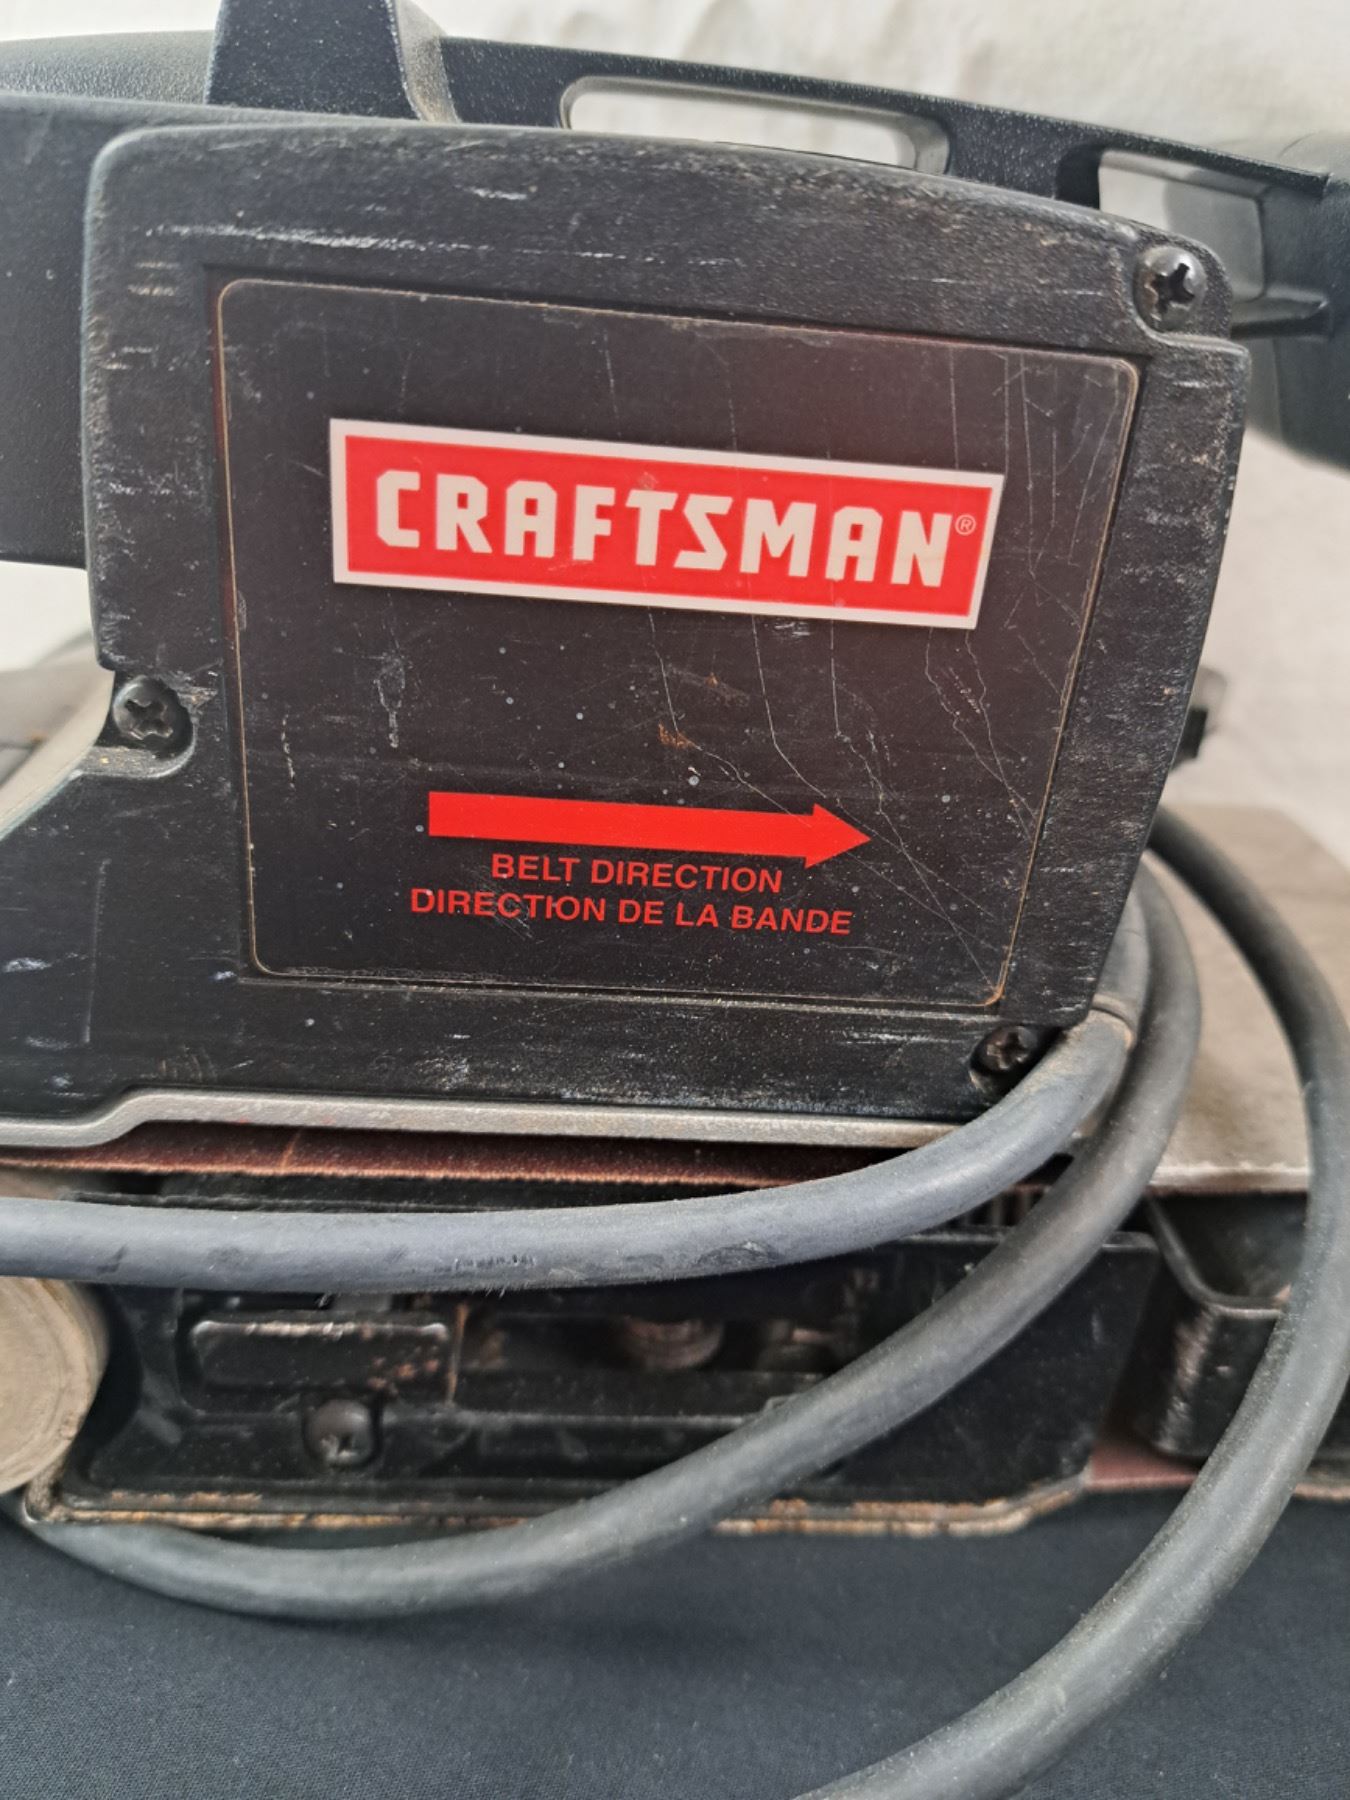 CRAFTSMAN®
BELT DIRECTION
DIRECTION DE LA BANDE